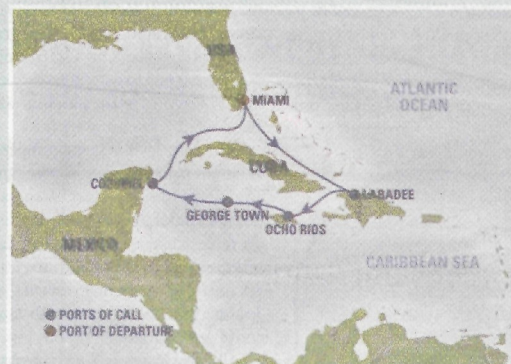 USA
ATLANTIC
OCEAN
MIAMI
CUBA
COZUMEL
LABADEE
GEORGE TOWN
OCHO RIOS
MEXICO
CARIBBEAN SEA
PORTS OF CALL
PORT OF DEPARTURE